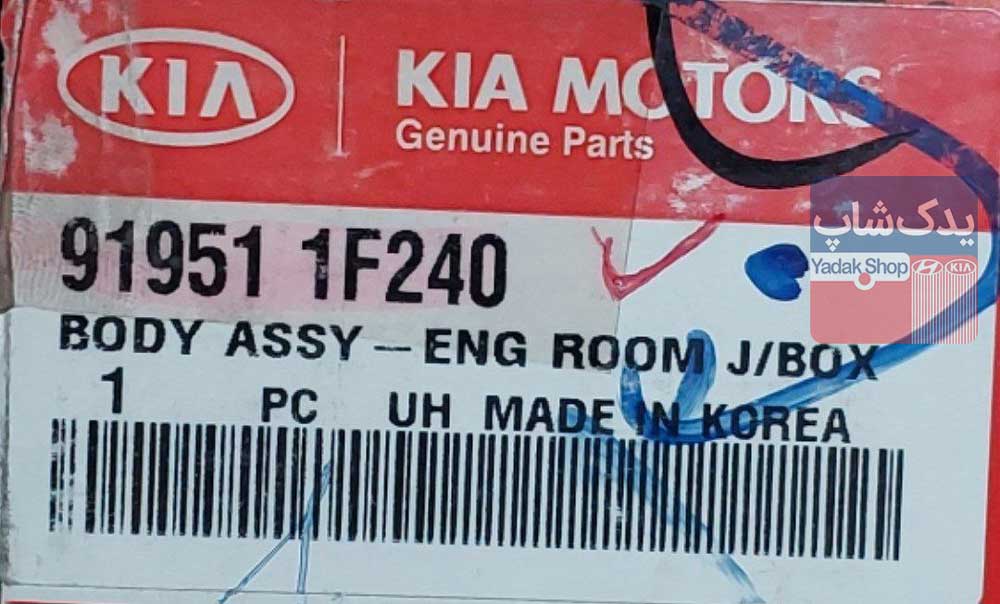 KIA
KIA MOTORS
Genuine Parts
91951 1F240
یدک‌شاپ
Yadak Shop
KIA
BODY ASSY – ENG ROOM J/BOX
1 PC UH MADE IN KOREA